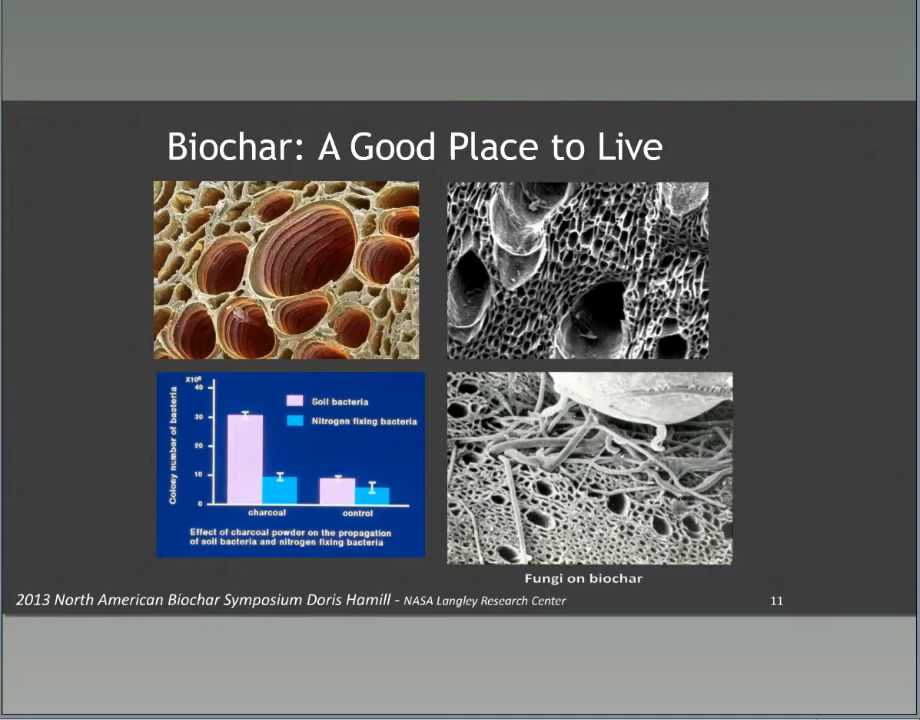 Biochar: A Good Place to Live
X10⁶
40
30
20
10
0
Colony number of basteria
Soil bacteria
Nitrogen fixing bacteria
charcoal
control
Effect of charcoal powder on the propagation
of soil bacteria and nitrogen fixing bacteria
Fungi on biochar
2013 North American Biochar Symposium Doris Hamill - NASA Langley Research Center
11